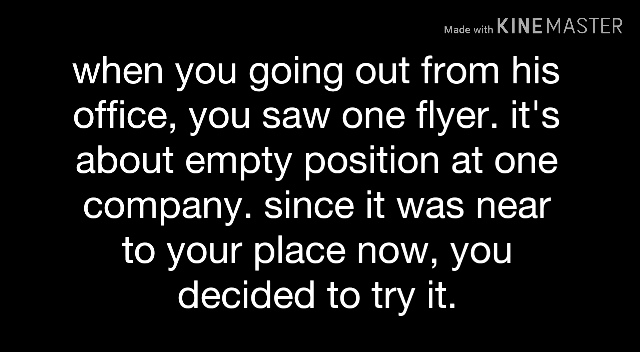 Made with KINEMASTER
when you going out from his
office, you saw one flyer. it's
about empty position at one
company. since it was near
to your place now, you
decided to try it.